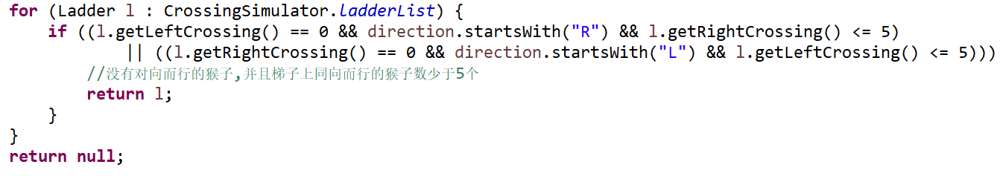 for (Ladder l : CrossingSimulator.ladderList) {
if ((l.getLeftCrossing() == 0 && direction.startsWith("R") && l.getRightCrossing() <= 5)
|| ((l.getRightCrossing() == 0 && direction.startsWith("L") && l.getLeftCrossing() <= 5)))
//没有对向而行的猴子,并且梯子上同向而行的猴子数少于5个
return l;
}
}
return null;